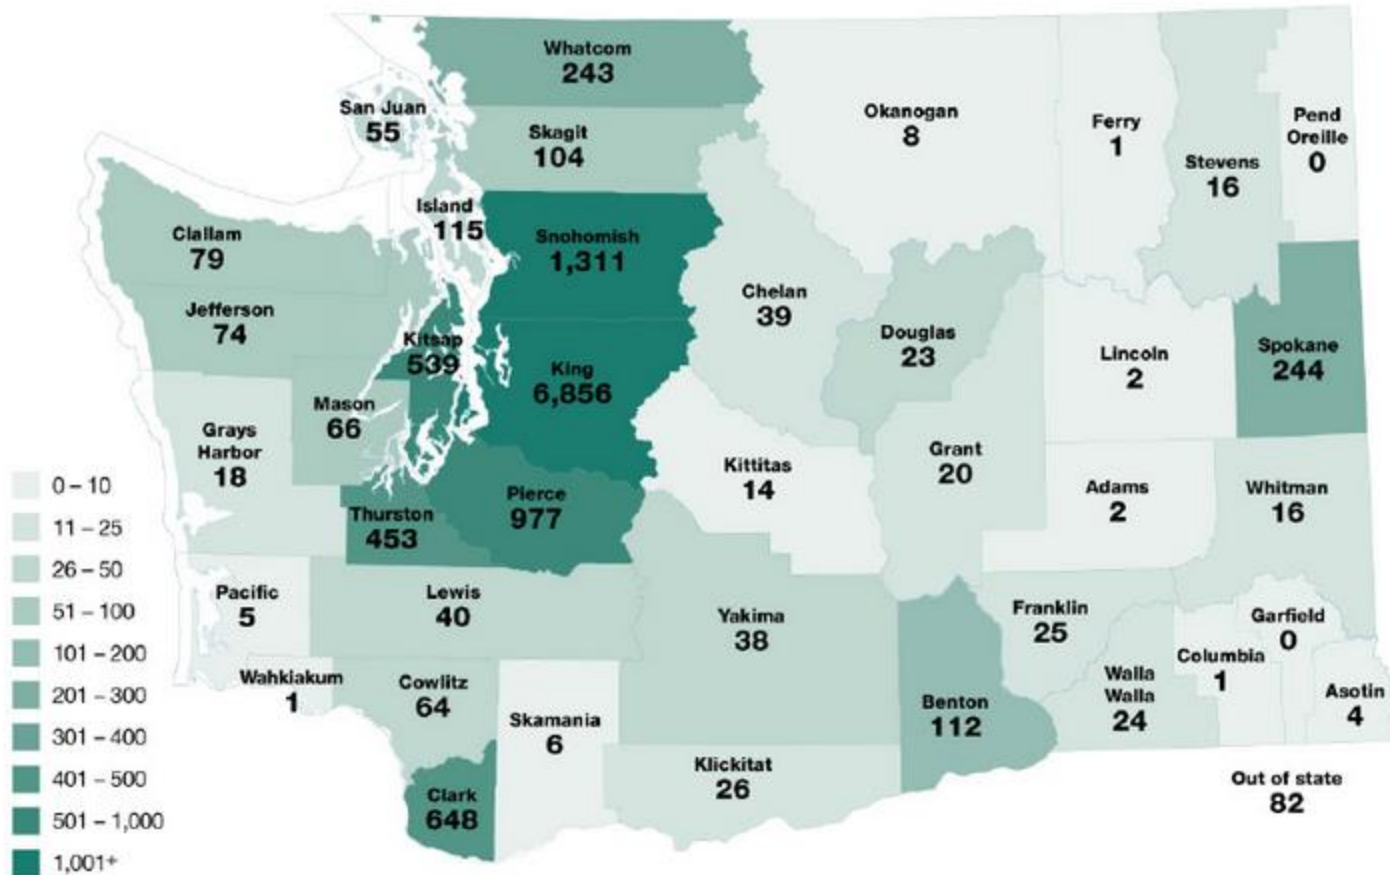 Whatcom
243
San Juan
55
Skagit
104
Okanogan
8
Ferry
1
Stevens
16
Pend
Oreille
0
Island
115
Clallam
79
Snohomish
1,311
Jefferson
74
Chelan
39
Kitsap
539
Douglas
23
Lincoln
2
Spokane
244
King
6,856
Mason
66
Grays
Harbor
18
Kittitas
14
Grant
20
Adams
2
Whitman
16
Pierce
977
Thurston
453
Pacific
5
Lewis
40
Yakima
38
Franklin
25
Garfield
0
Columbia
1
Wahkiakum
1
Cowlitz
64
Skamania
6
Benton
112
Walla
Walla
24
Asotin
4
Klickitat
26
Clark
648
Out of state
82
0 – 10
11 – 25
26 – 50
51 – 100
101 – 200
201 – 300
301 – 400
401 – 500
501 – 1,000
1,001+